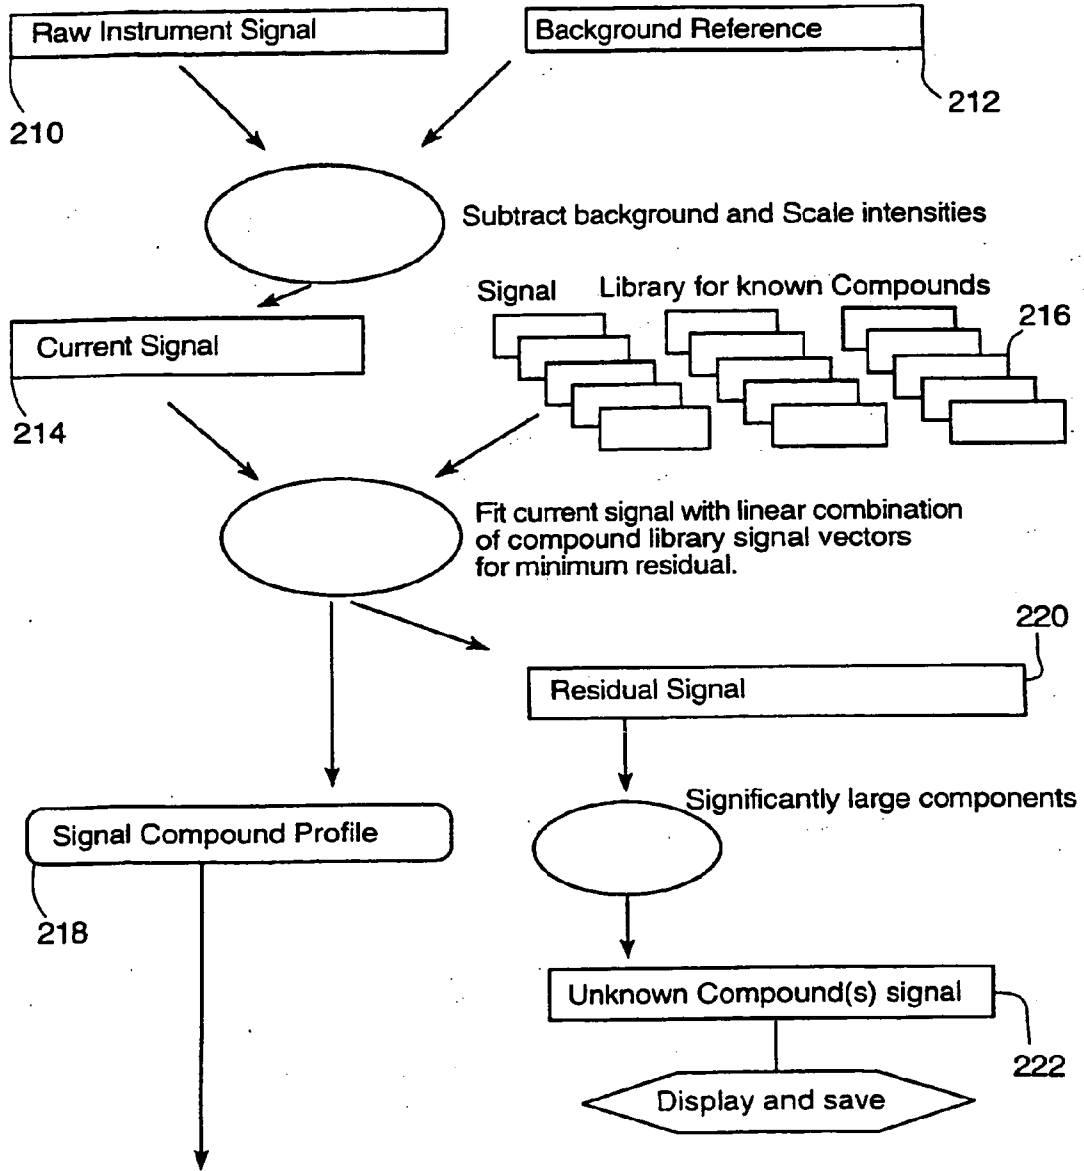 Raw Instrument Signal
Background Reference
210
212
Subtract background and Scale intensities
Signal Library for known Compounds
216
Current Signal
214
Fit current signal with linear combination
of compound library signal vectors
for minimum residual.
220
Residual Signal
Significantly large components
Signal Compound Profile
218
Unknown Compound(s) signal
222
Display and save